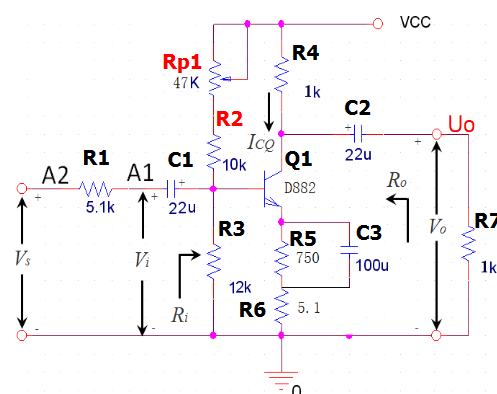 VCC
Rp1
47K
R4
1k
R2
10k
ICQ
C2
+
22u
Uo
A2
R1
5.1k
A1
C1
+
22u
Q1
D882
Ro
+
+
+
Vs
Vi
R3
12k
Ri
R5
750
C3
100u
Vo
R7
1k
R6
5.1
-
-
-
0